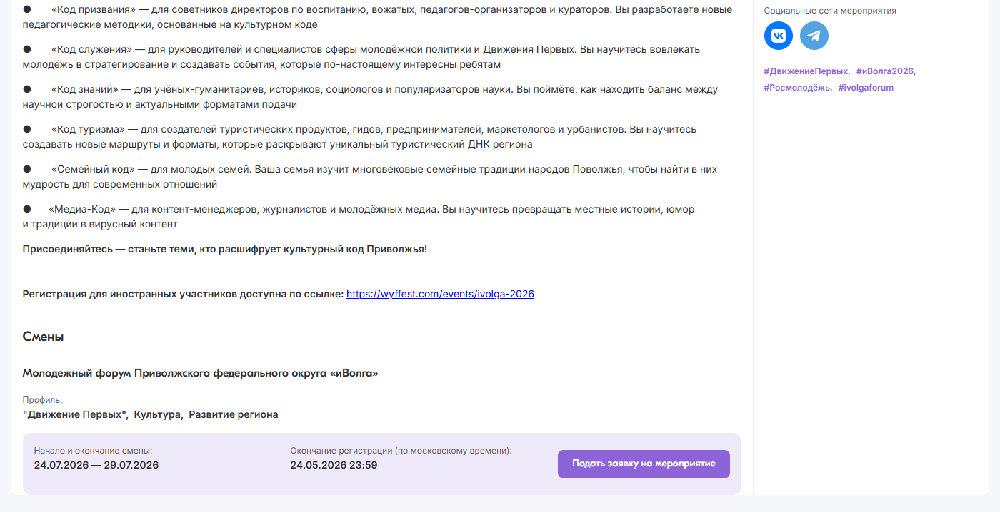 ● «Код призвания» — для советников директоров по воспитанию, вожатых, педагогов-организаторов и кураторов. Вы разработаете новые
педагогические методики, основанные на культурном коде
● «Код служения» — для руководителей и специалистов сферы молодёжной политики и Движения Первых. Вы научитесь вовлекать
молодёжь в стратегирование и создавать события, которые по-настоящему интересны ребятам
● «Код знаний» — для учёных-гуманитариев, историков, социологов и популяризаторов науки. Вы поймёте, как находить баланс между
научной строгостью и актуальными форматами подачи
● «Код туризма» — для создателей туристических продуктов, гидов, предпринимателей, маркетологов и урбанистов. Вы научитесь
создавать новые маршруты и форматы, которые раскрывают уникальный туристический ДНК региона
● «Семейный код» — для молодых семей. Ваша семья изучит многовековые семейные традиции народов Поволжья, чтобы найти в них
мудрость для современных отношений
● «Медиа-Код» — для контент-менеджеров, журналистов и молодёжных медиа. Вы научитесь превращать местные истории, юмор
и традиции в вирусный контент
Присоединяйтесь — станьте теми, кто расшифрует культурный код Приволжья!
Регистрация для иностранных участников доступна по ссылке: https://wyffest.com/events/ivolga-2026
Смены
Молодежный форум Приволжского федерального округа «иВолга»
Профиль:
"Движение Первых", Культура, Развитие региона
Начало и окончание смены:
24.07.2026 — 29.07.2026
Окончание регистрации (по московскому времени):
24.05.2026 23:59
Подать заявку на мероприятие
Социальные сети мероприятия
#ДвижениеПервых, #иВолга2026,
#Росмолодёжь, #ivolgaforum